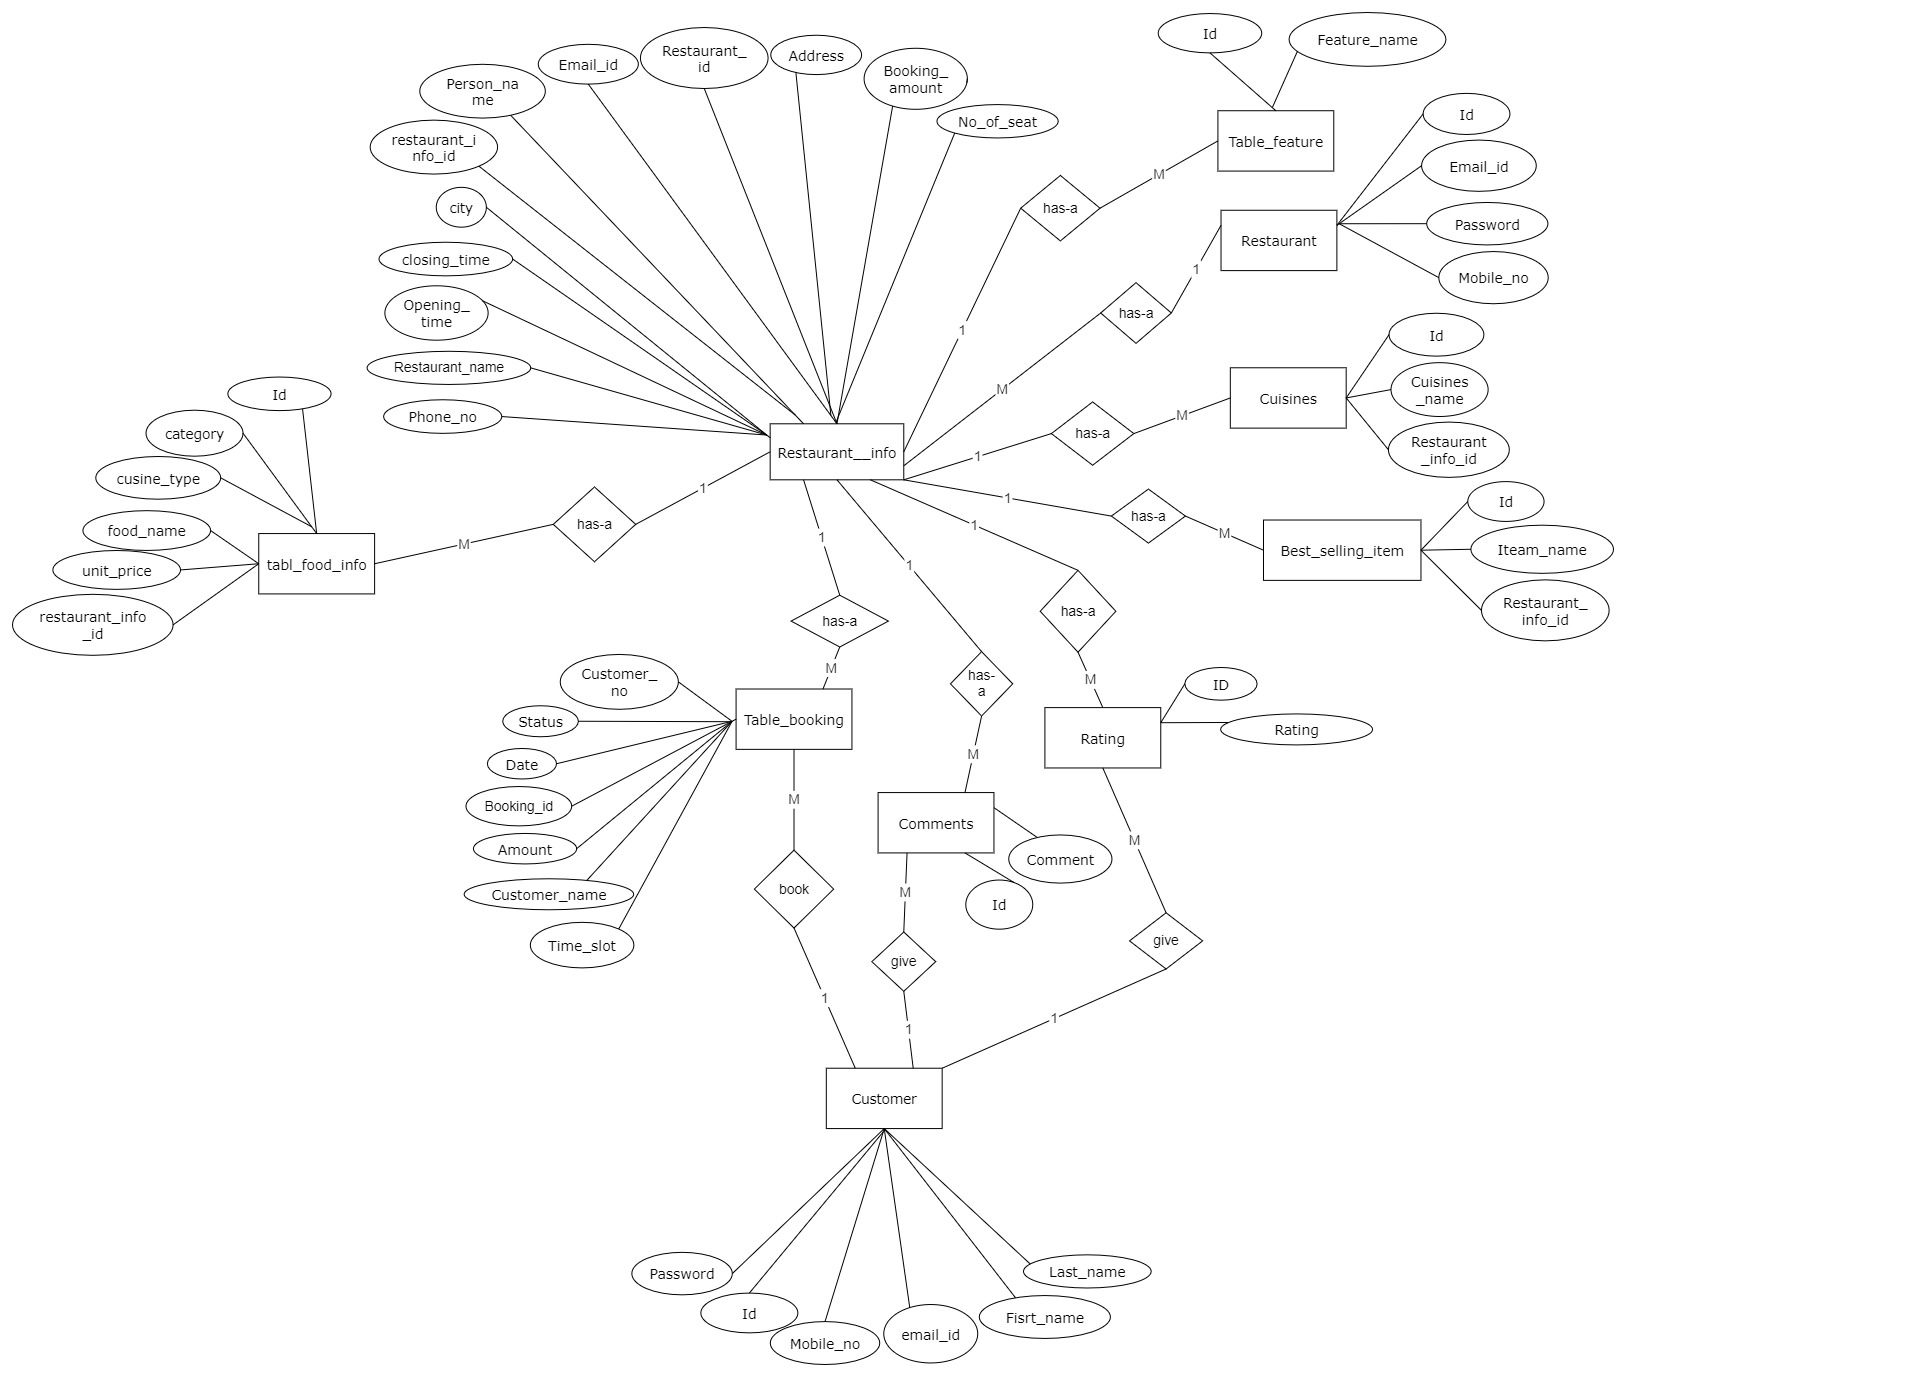 Id
Feature_name
Restaurant_
id
Address
Email_id
Booking_
amount
Person_na
me
No_of_seat
restaurant_i
nfo_id
city
closing_time
Opening_
time
Restaurant_name
Phone_no
Table_feature
Id
Email_id
Password
Mobile_no
Restaurant
has-a
M
1
has-a
1
M
Id
Cuisines
_name
Restaurant
_info_id
Cuisines
has-a
M
1
Restaurant__info
Id
category
cusine_type
food_name
unit_price
restaurant_info
_id
tabl_food_info
M
has-a
1
1
has-a
M
Id
Iteam_name
Restaurant_
info_id
Best_selling_item
1
has-a
M
1
has-
a
M
1
has-a
M
Customer_
no
Status
Date
Booking_id
Amount
Customer_name
Time_slot
Table_booking
ID
Rating
Rating
Comments
Comment
Id
M
book
1
M
give
1
M
give
1
Customer
Password
Id
Mobile_no
email_id
Fisrt_name
Last_name